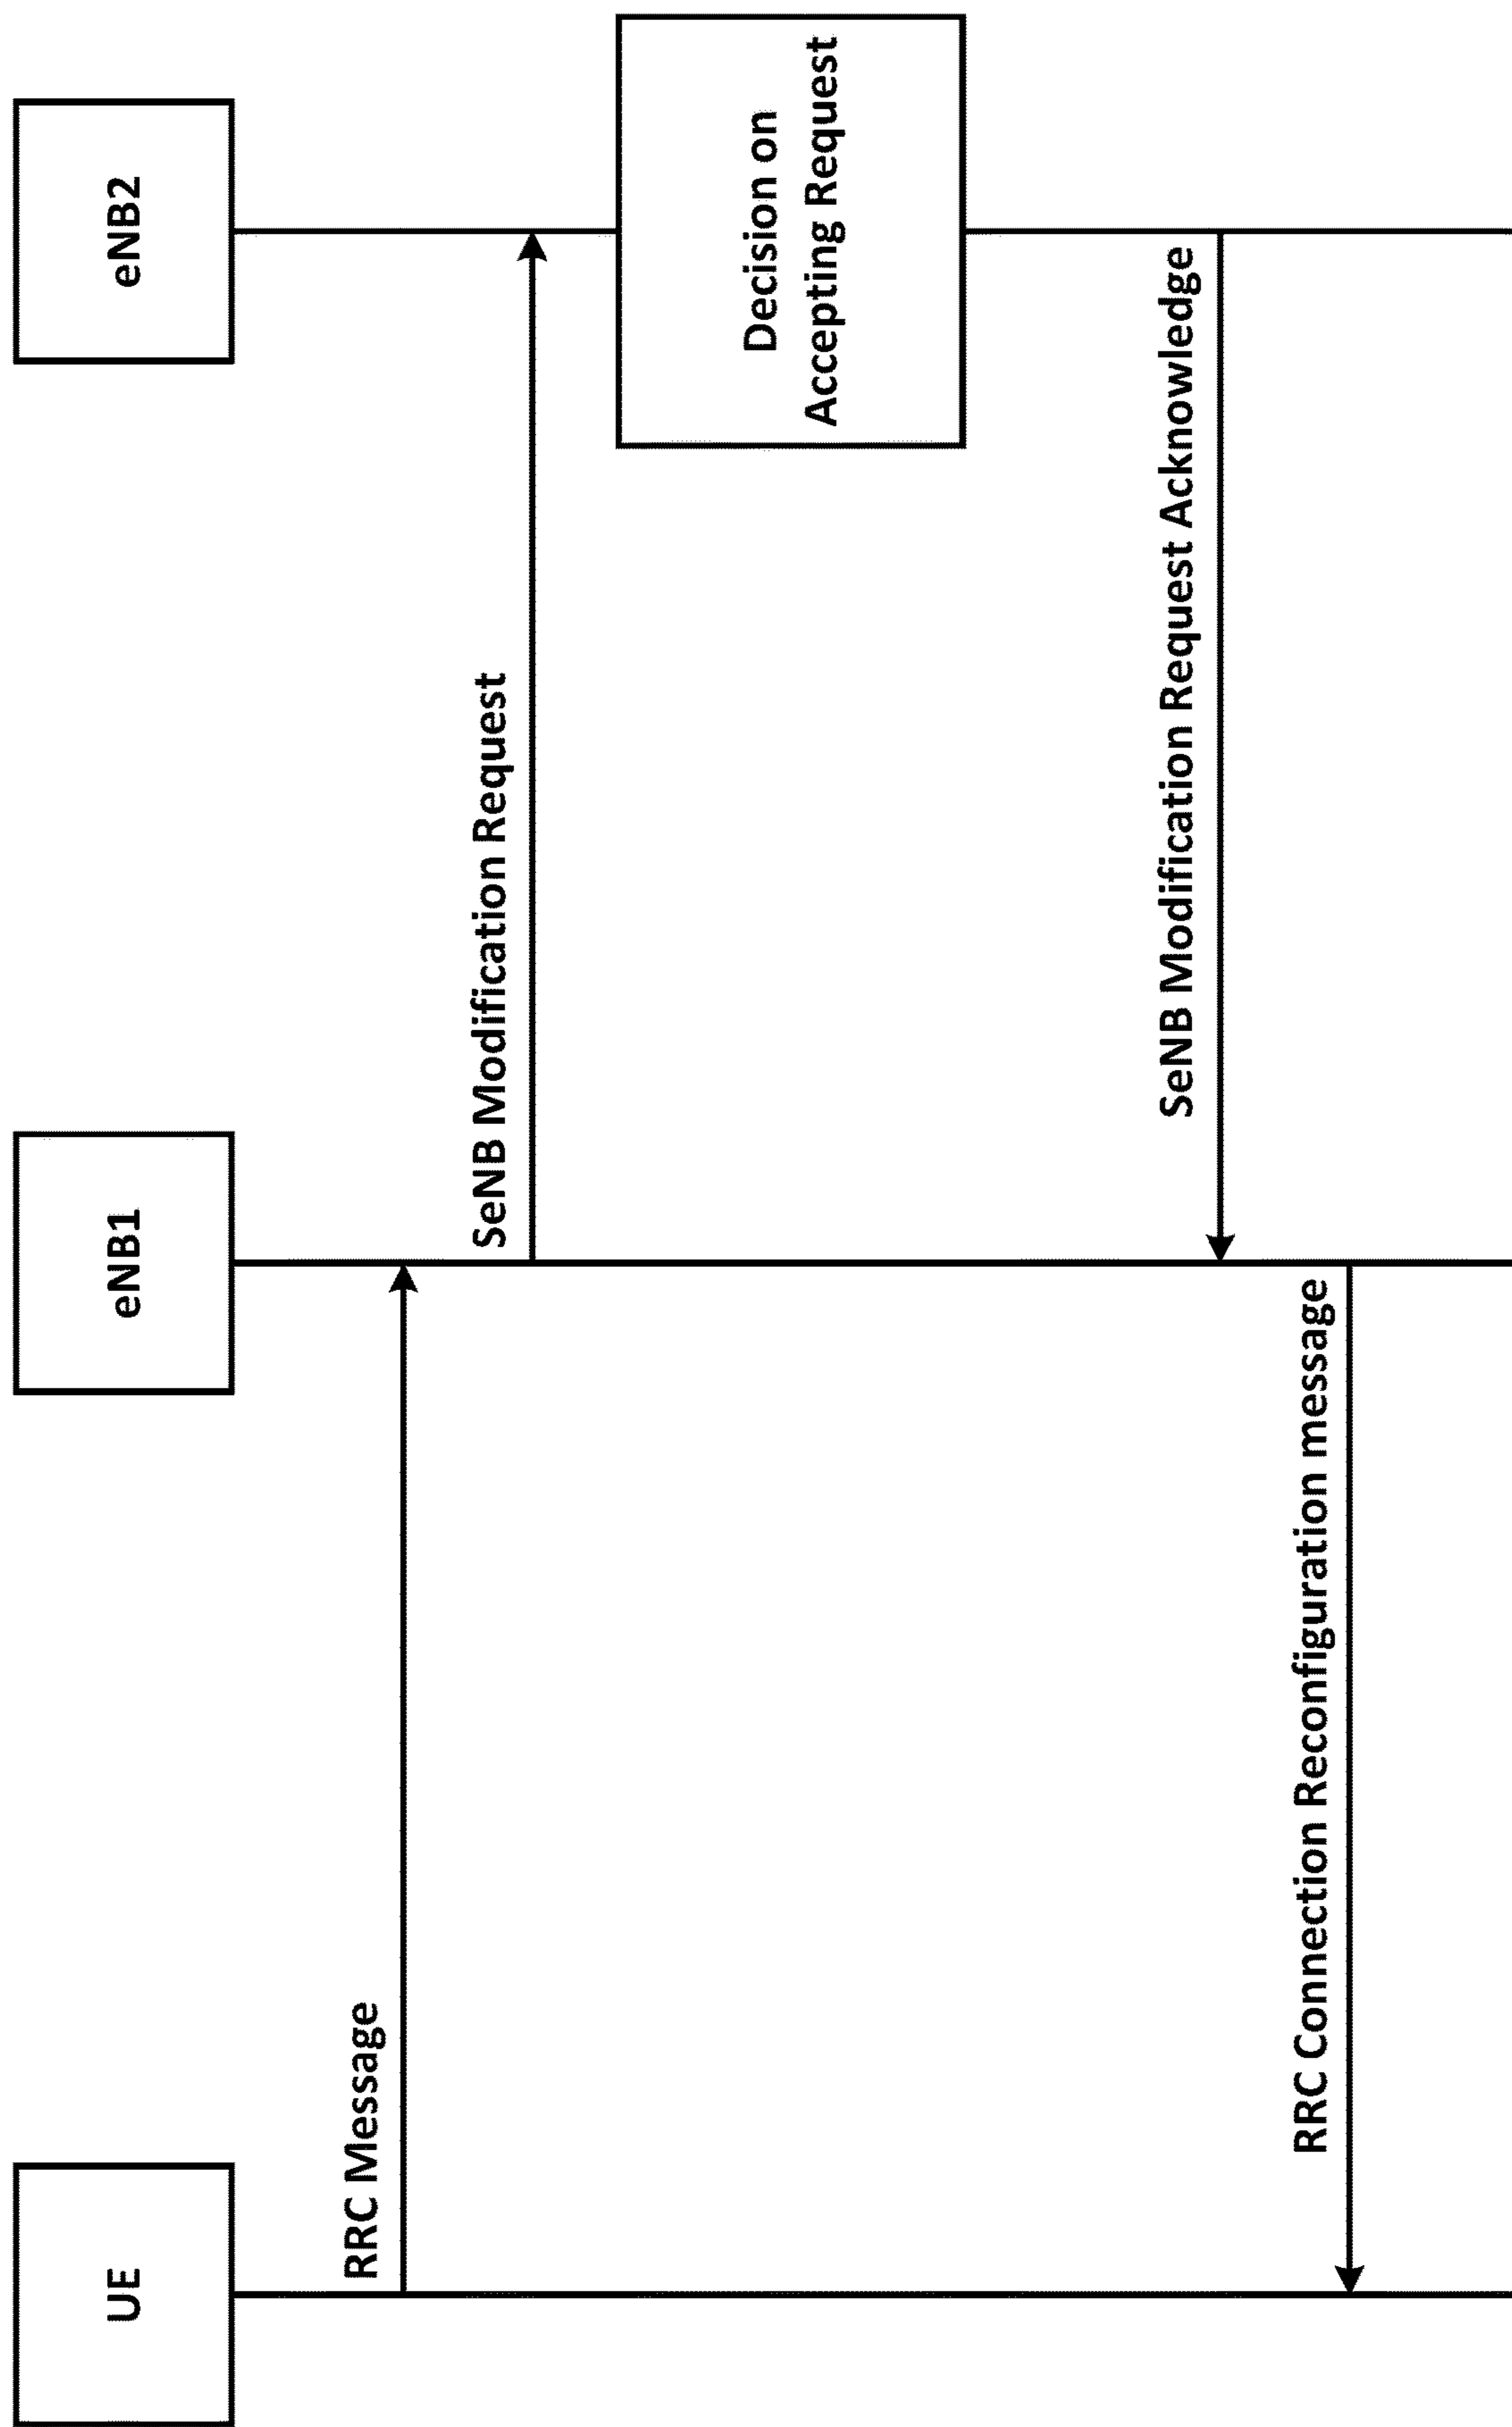 UE
eNB1
eNB2
RRC Message
SeNB Modification Request
Decision on
Accepting Request
SeNB Modification Request Acknowledge
RRC Connection Reconfiguration message